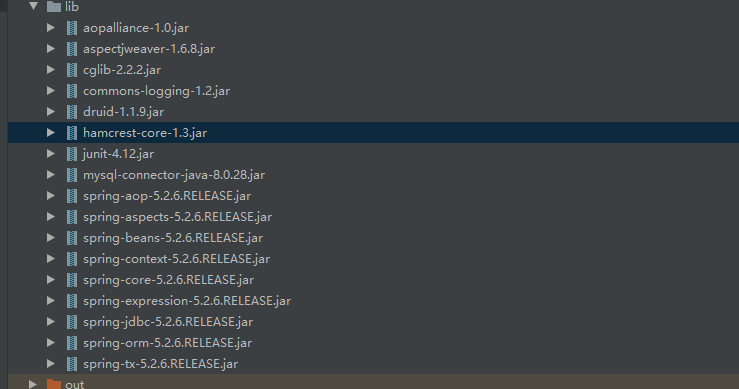 lib
aopalliance-1.0.jar
aspectjweaver-1.6.8.jar
cglib-2.2.2.jar
commons-logging-1.2.jar
druid-1.1.9.jar
hamcrest-core-1.3.jar
junit-4.12.jar
mysql-connector-java-8.0.28.jar
spring-aop-5.2.6.RELEASE.jar
spring-aspects-5.2.6.RELEASE.jar
spring-beans-5.2.6.RELEASE.jar
spring-context-5.2.6.RELEASE.jar
spring-core-5.2.6.RELEASE.jar
spring-expression-5.2.6.RELEASE.jar
spring-jdbc-5.2.6.RELEASE.jar
spring-orm-5.2.6.RELEASE.jar
spring-tx-5.2.6.RELEASE.jar
out